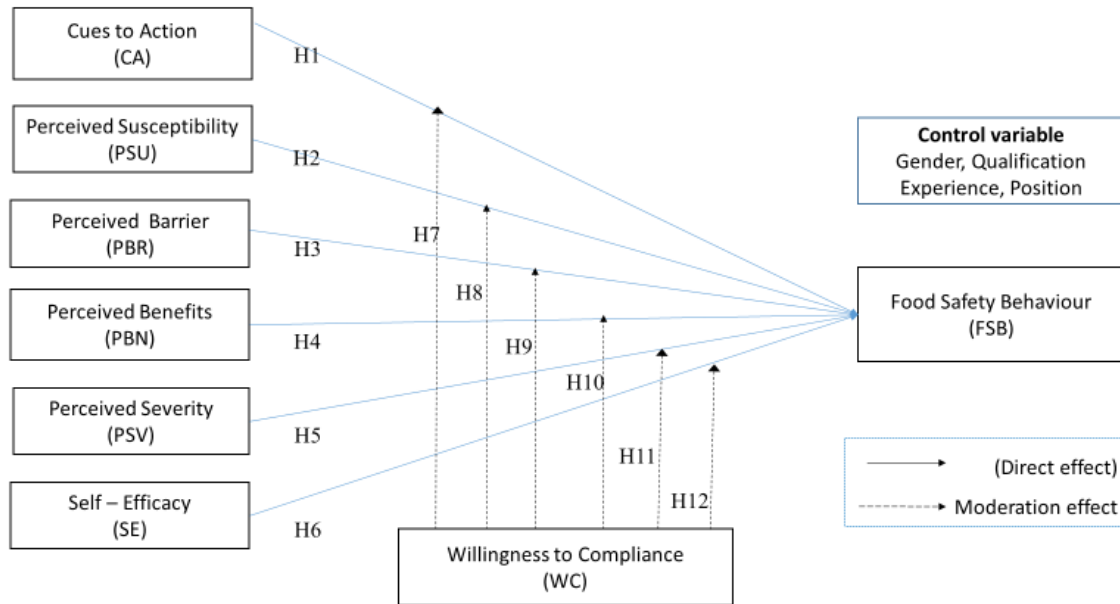 Cues to Action
(CA)
H1
Perceived Susceptibility
(PSU)
H2
Perceived Barrier
(PBR)
H3
Perceived Benefits
(PBN)
H4
Perceived Severity
(PSV)
H5
Self – Efficacy
(SE)
H6
H7
H8
H9
H10
H11
H12
Willingness to Compliance
(WC)
Control variable
Gender, Qualification
Experience, Position
Food Safety Behaviour
(FSB)
(Direct effect)
Moderation effect